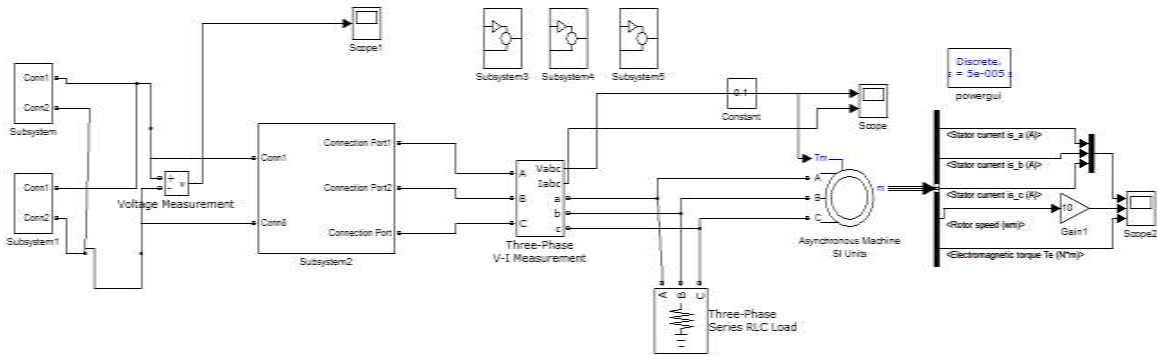 Scope1
Subsystem3
Subsystem4
Subsystem5
Discrete,
s = 5e-005 s
powergui
Conn1
Conn2
Subsystem
0.1
Constant
Scope
Connection Port1
Conn1
Connection Port2
Conn8
Connection Port
Subsystem2
Conn1
Conn2
Subsystem1
+
-
v
Voltage Measurement
Vabc
Iabc
A
a
B
b
C
c
Three-Phase
V-I Measurement
Tm
A
B
C
m
Asynchronous Machine
SI Units
<Stator current is_a (A)>
<Stator current is_b (A)>
<Stator current is_c (A)>
<Rotor speed (wm)>
<Electromagnetic torque Te (N*m)>
10
Gain1
Scope2
A
B
C
Three-Phase
Series RLC Load